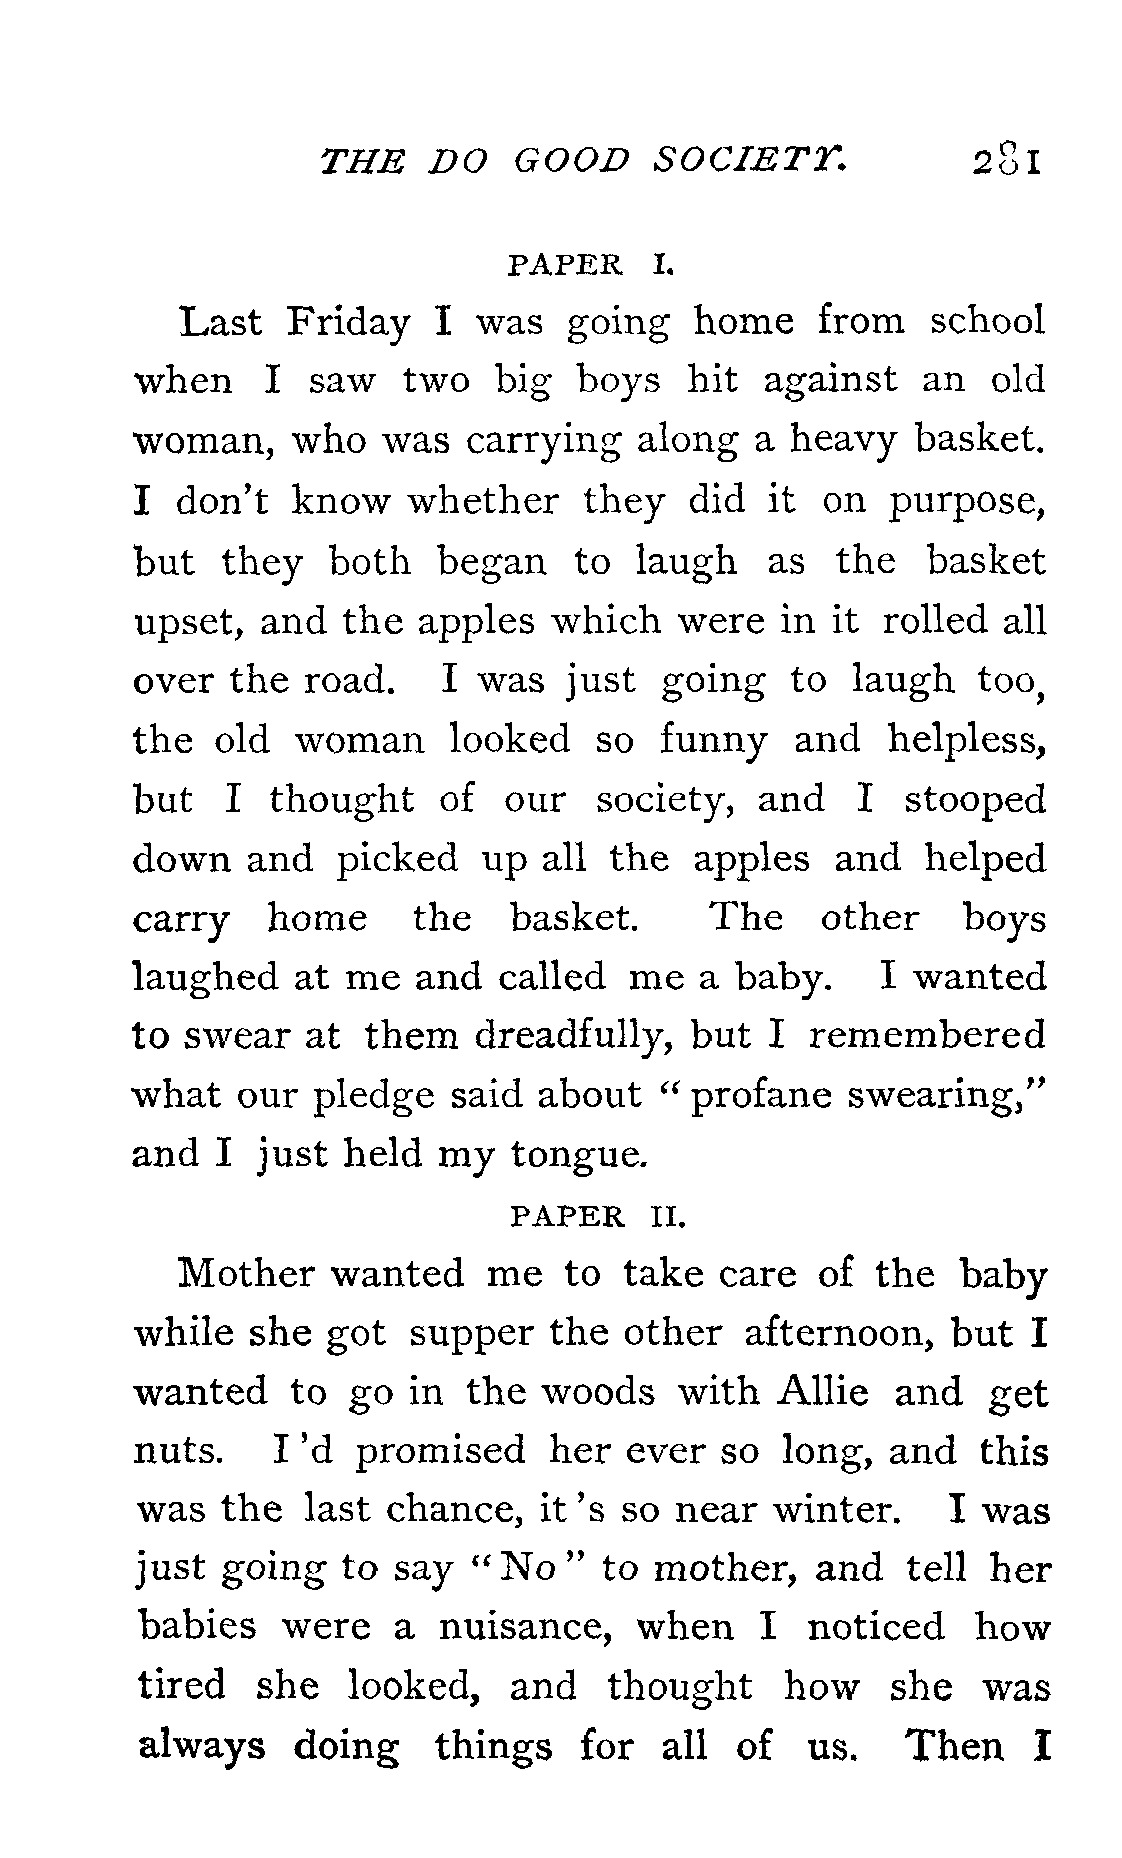 THE DO GOOD SOCIETY. 281
PAPER I.
Last Friday I was going home from school
when I saw two big boys hit against an old
woman, who was carrying along a heavy basket.
I don't know whether they did it on purpose,
but they both began to laugh as the basket
upset, and the apples which were in it rolled all
over the road. I was just going to laugh too,
the old woman looked so funny and helpless,
but I thought of our society, and I stooped
down and picked up all the apples and helped
carry home the basket. The other boys
laughed at me and called me a baby. I wanted
to swear at them dreadfully, but I remembered
what our pledge said about “ profane swearing,”
and I just held my tongue.
PAPER II.
Mother wanted me to take care of the baby
while she got supper the other afternoon, but I
wanted to go in the woods with Allie and get
nuts. I 'd promised her ever so long, and this
was the last chance, it 's so near winter. I was
just going to say “ No ” to mother, and tell her
babies were a nuisance, when I noticed how
tired she looked, and thought how she was
always doing things for all of us. Then I